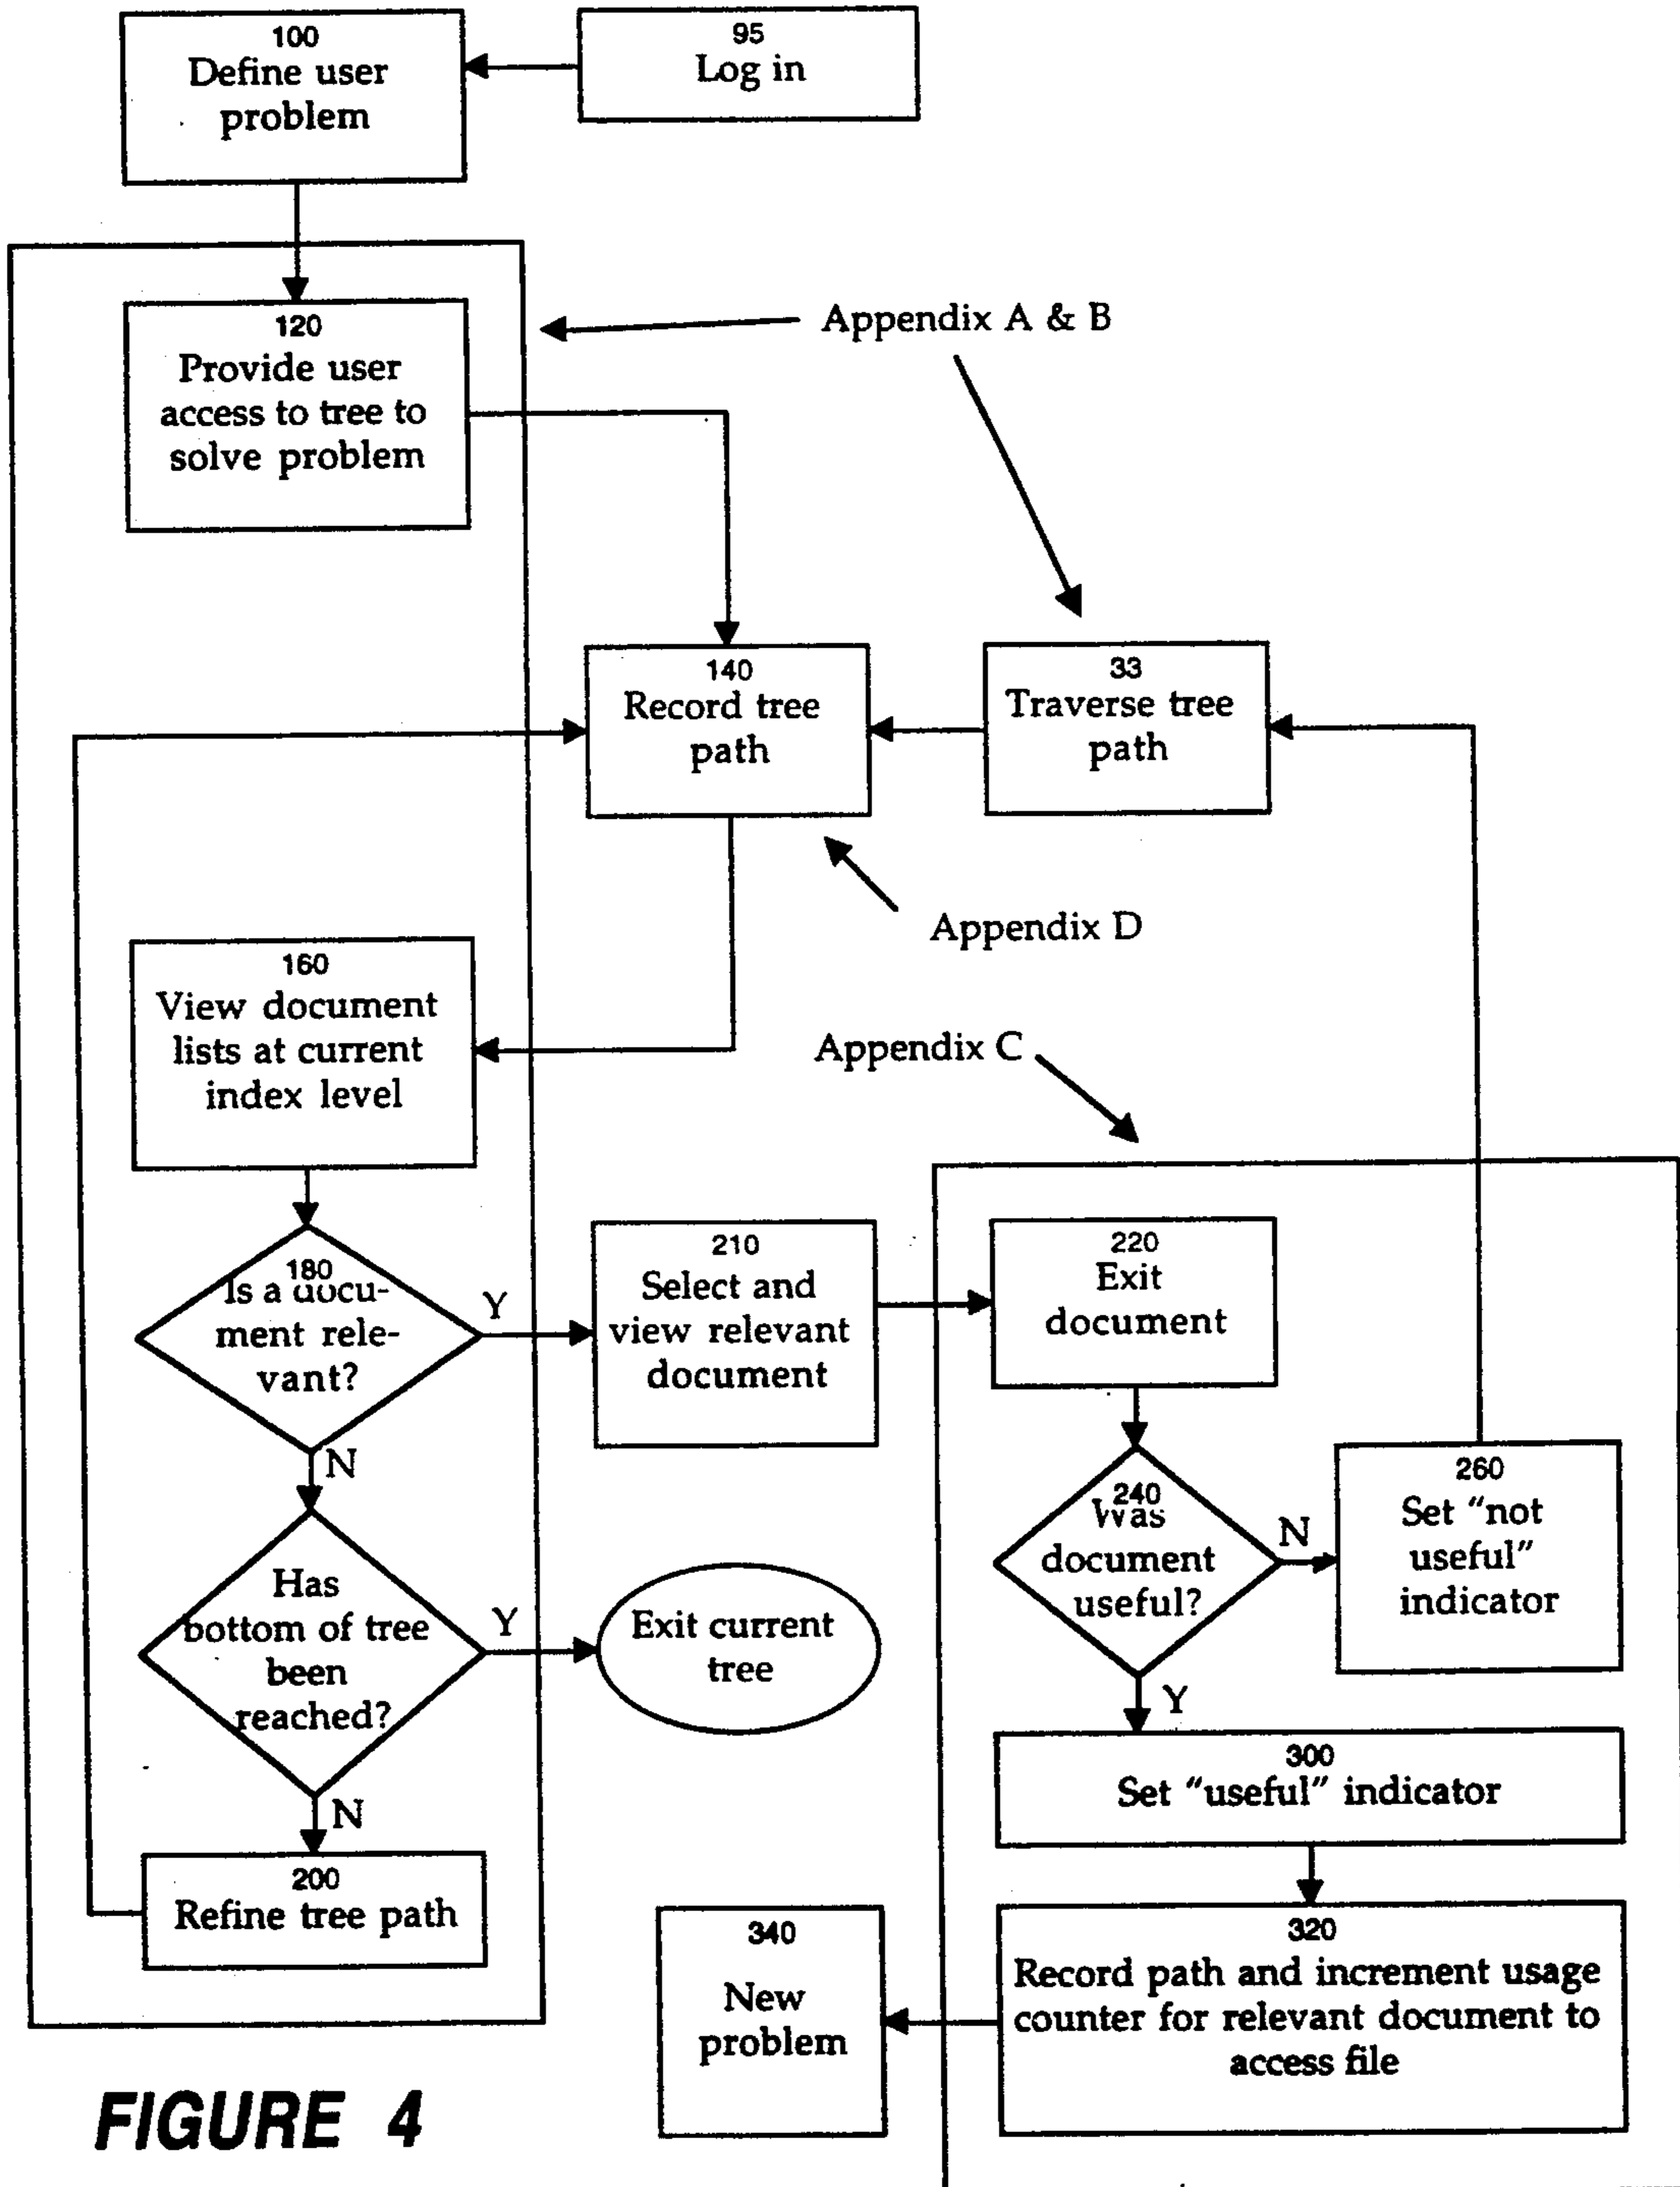 100
Define user
problem
95
Log in
120
Provide user
access to tree to
solve problem
Appendix A & B
140
Record tree
path
33
Traverse tree
path
Appendix D
160
View document
lists at current
index level
Appendix C
180
Is a docu-
ment rele-
vant?
Y
N
210
Select and
view relevant
document
220
Exit
document
240
Was
document
useful?
N
Y
260
Set "not
useful"
indicator
Has
bottom of tree
been
reached?
Y
N
Exit current
tree
300
Set "useful" indicator
200
Refine tree path
340
New
problem
320
Record path and increment usage
counter for relevant document to
access file
FIGURE 4